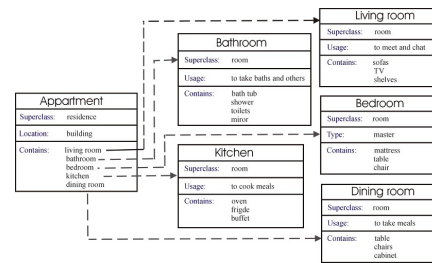 Appartment
Superclass: residence
Location: building
Contains: living room
bathroom
bedroom
kitchen
dining room
Bathroom
Superclass: room
Usage: to take baths and others
Contains: bath tub
shower
toilets
miror
Kitchen
Superclass: room
Usage: to cook meals
Contains: oven
frigde
buffet
Living room
Superclass: room
Usage: to meet and chat
Contains: sofas
TV
shelves
Bedroom
Superclass: room
Type: master
Contains: mattress
table
chair
Dining room
Superclass: room
Usage: to take meals
Contains: table
chairs
cabinet